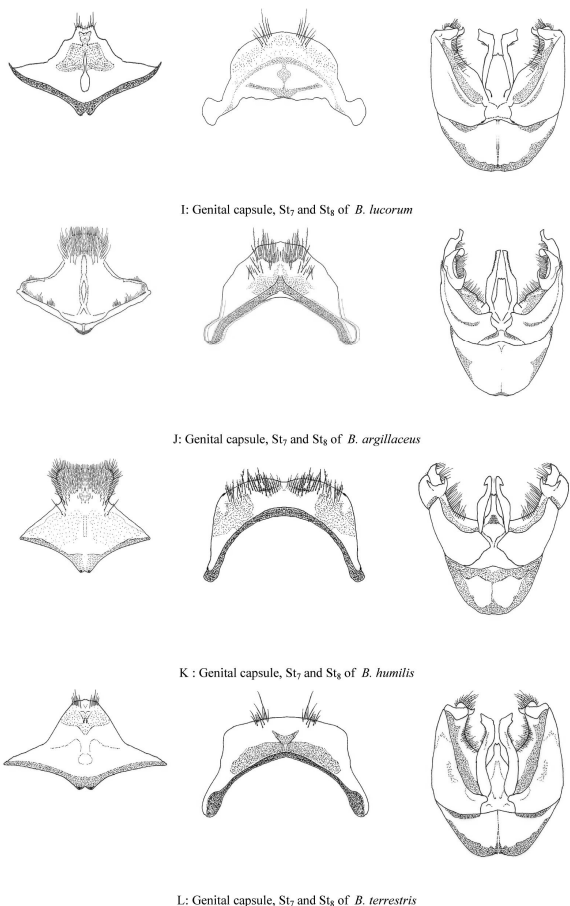 I: Genital capsule, St₇ and St₈ of B. lucorum
J: Genital capsule, St₇ and St₈ of B. argillaceus
K : Genital capsule, St₇ and St₈ of B. humilis
L: Genital capsule, St₇ and St₈ of B. terrestris